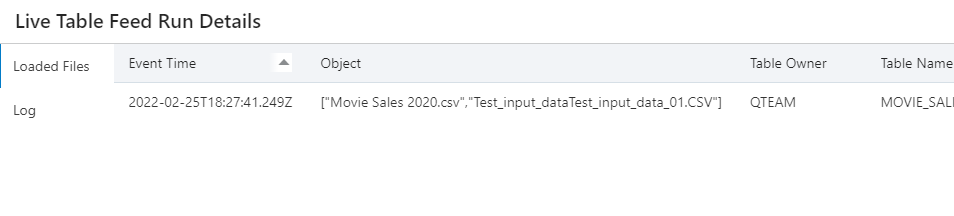 Live Table Feed Run Details
Loaded Files
Event Time Object Table Owner Table Name
Log
2022-02-25T18:27:41.249Z ["Movie Sales 2020.csv","Test_input_dataTest_input_data_01.CSV"] QTEAM MOVIE_SAL